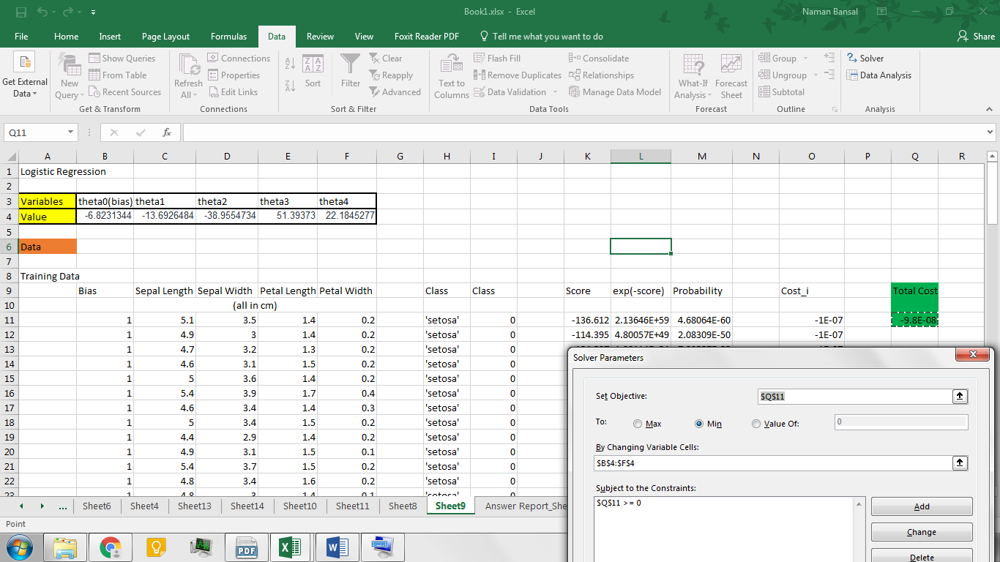 Book1.xlsx - Excel
Naman Bansal
File Home Insert Page Layout Formulas Data Review View Foxit Reader PDF Tell me what you want to do Share
Get External Data
New Query
Show Queries
From Table
Recent Sources
Get & Transform
Refresh All
Connections
Properties
Edit Links
Connections
Sort
Filter
Clear
Reapply
Advanced
Sort & Filter
Text to Columns
Flash Fill
Remove Duplicates
Data Validation
Consolidate
Relationships
Manage Data Model
Data Tools
What-If Analysis
Forecast Sheet
Forecast
Group
Ungroup
Subtotal
Outline
Solver
Data Analysis
Analysis
Q11 fx
A B C D E F G H I J K L M N O P Q R
1 Logistic Regression
2
3 Variables theta0(bias) theta1 theta2 theta3 theta4
4 Value -6.8231344 -13.6926484 -38.9554734 51.39373 22.1845277
5
6 Data
7
8 Training Data
9 Bias Sepal Length Sepal Width Petal Length Petal Width Class Class Score exp(-score) Probability Cost_i Total Cost
10 (all in cm)
11 1 5.1 3.5 1.4 0.2 'setosa' 0 -136.612 2.13646E+59 4.68064E-60 -1E-07 -9.8E-08
12 1 4.9 3 1.4 0.2 'setosa' 0 -114.395 4.80057E+49 2.08309E-50 -1E-07
13 1 4.7 3.2 1.3 0.2 'setosa' 0
14 1 4.6 3.1 1.5 0.2 'setosa' 0
15 1 5 3.6 1.4 0.2 'setosa' 0
16 1 5.4 3.9 1.7 0.4 'setosa' 0
17 1 4.6 3.4 1.4 0.3 'setosa' 0
18 1 5 3.4 1.5 0.2 'setosa' 0
19 1 4.4 2.9 1.4 0.2 'setosa' 0
20 1 4.9 3.1 1.5 0.1 'setosa' 0
21 1 5.4 3.7 1.5 0.2 'setosa' 0
22 1 4.8 3.4 1.6 0.2 'setosa' 0
23 1 4.8 3 1.4 0.1 'setosa' 0
Solver Parameters
Set Objective: $Q$11
To: Max Min Value Of: 0
By Changing Variable Cells:
$B$4:$F$4
Subject to the Constraints:
$Q$11 >= 0
Add
Change
Delete
... Sheet6 Sheet4 Sheet13 Sheet14 Sheet10 Sheet11 Sheet8 Sheet9 Answer Report_She
Point
PDF